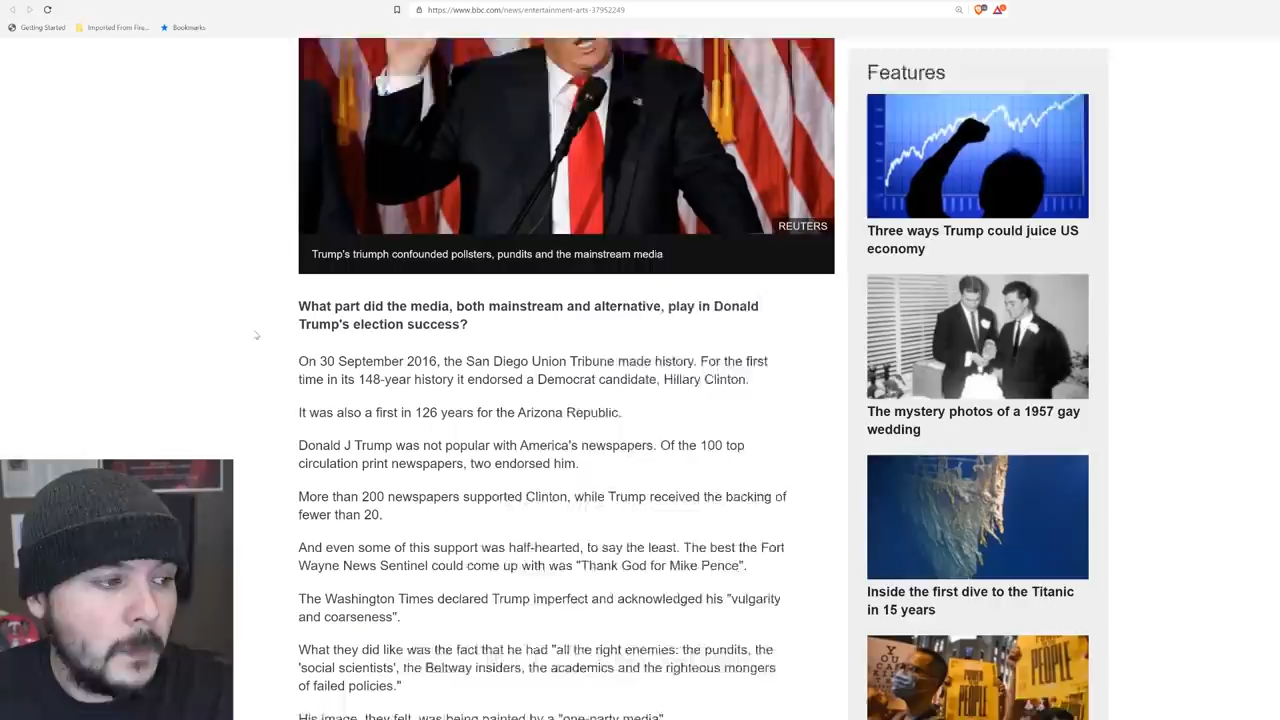 https://www.bbc.com/news/entertainment-arts-37952249
Getting Started
Imported From Fire...
Bookmarks
REUTERS
Trump's triumph confounded pollsters, pundits and the mainstream media
What part did the media, both mainstream and alternative, play in Donald
Trump's election success?
On 30 September 2016, the San Diego Union Tribune made history. For the first
time in its 148-year history it endorsed a Democrat candidate, Hillary Clinton.
It was also a first in 126 years for the Arizona Republic.
Donald J Trump was not popular with America's newspapers. Of the 100 top
circulation print newspapers, two endorsed him.
More than 200 newspapers supported Clinton, while Trump received the backing of
fewer than 20.
And even some of this support was half-hearted, to say the least. The best the Fort
Wayne News Sentinel could come up with was "Thank God for Mike Pence".
The Washington Times declared Trump imperfect and acknowledged his "vulgarity
and coarseness".
What they did like was the fact that he had "all the right enemies: the pundits, the
'social scientists', the Beltway insiders, the academics and the righteous mongers
of failed policies."
His image, they felt, was being painted by a "one-party media"
Features
Three ways Trump could juice US
economy
The mystery photos of a 1957 gay
wedding
Inside the first dive to the Titanic
in 15 years
YOU
PEOPLE
PEOPLE